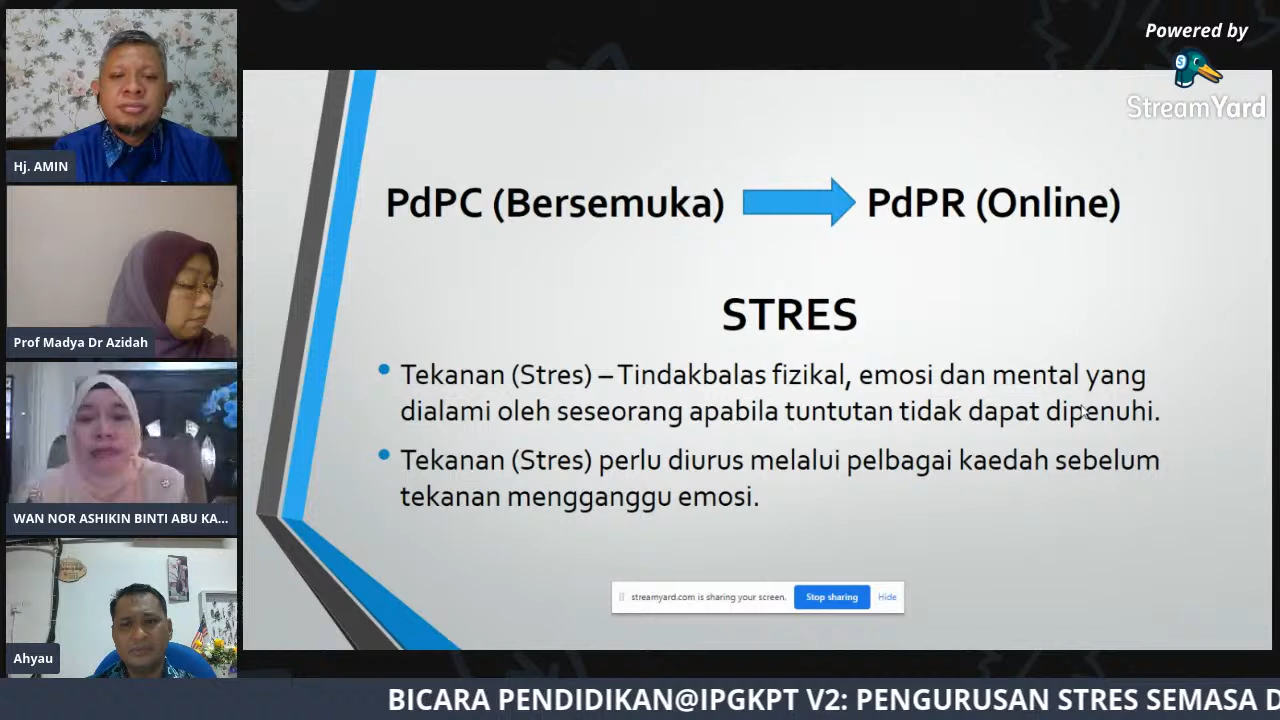 Powered by
StreamYard
Hj. AMIN
Prof Madya Dr Azidah
WAN NOR ASHIKIN BINTI ABU KA...
Ahyau
PdPC (Bersemuka)
PdPR (Online)
STRES
• Tekanan (Stres) – Tindakbalas fizikal, emosi dan mental yang
dialami oleh seseorang apabila tuntutan tidak dapat dipenuhi.
• Tekanan (Stres) perlu diurus melalui pelbagai kaedah sebelum
tekanan mengganggu emosi.
streamyard.com is sharing your screen.
Stop sharing
Hide
BICARA PENDIDIKAN@IPGKPT V2: PENGURUSAN STRES SEMASA D